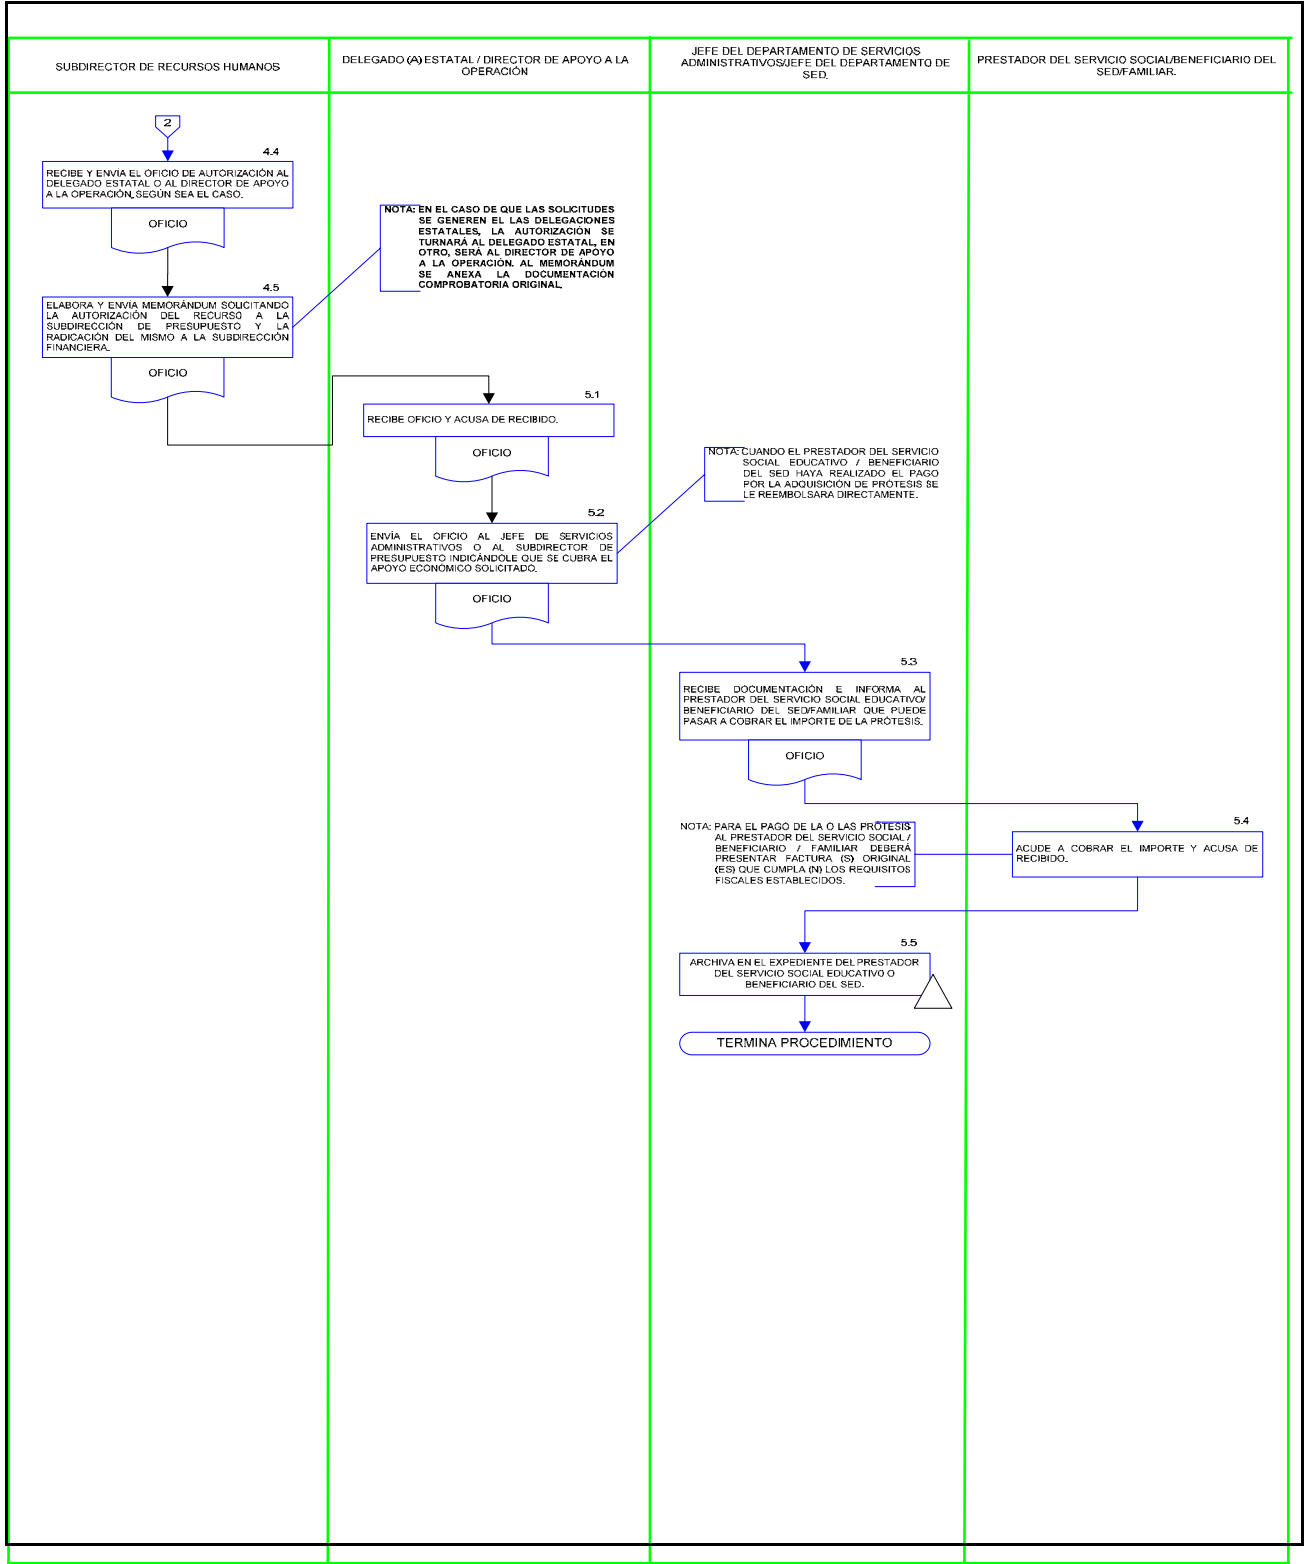 SUBDIRECTOR DE RECURSOS HUMANOS
DELEGADO (A) ESTATAL / DIRECTOR DE APOYO A LA
OPERACIÓN
JEFE DEL DEPARTAMENTO DE SERVICIOS
ADMINISTRATIVOS/JEFE DEL DEPARTAMENTO DE
SED.
PRESTADOR DEL SERVICIO SOCIAL/BENEFICIARIO DEL
SED/FAMILIAR.
2
4.4
RECIBE Y ENVÍA EL OFICIO DE AUTORIZACIÓN AL
DELEGADO ESTATAL O AL DIRECTOR DE APOYO
A LA OPERACIÓN, SEGÚN SEA EL CASO.
OFICIO
NOTA: EN EL CASO DE QUE LAS SOLICITUDES
SE GENEREN EL LAS DELEGACIONES
ESTATALES, LA AUTORIZACIÓN SE
TURNARÁ AL DELEGADO ESTATAL, EN
OTRO, SERÁ AL DIRECTOR DE APOYO
A LA OPERACIÓN. AL MEMORÁNDUM
SE ANEXA LA DOCUMENTACIÓN
COMPROBATORIA ORIGINAL.
4.5
ELABORA Y ENVÍA MEMORÁNDUM SOLICITANDO
LA AUTORIZACIÓN DEL RECURSO A LA
SUBDIRECCIÓN DE PRESUPUESTO Y LA
RADICACIÓN DEL MISMO A LA SUBDIRECCIÓN
FINANCIERA.
OFICIO
5.1
RECIBE OFICIO Y ACUSA DE RECIBIDO.
OFICIO
NOTA: CUANDO EL PRESTADOR DEL SERVICIO
SOCIAL EDUCATIVO / BENEFICIARIO
DEL SED HAYA REALIZADO EL PAGO
POR LA ADQUISICIÓN DE PRÓTESIS SE
LE REEMBOLSARA DIRECTAMENTE.
5.2
ENVÍA EL OFICIO AL JEFE DE SERVICIOS
ADMINISTRATIVOS O AL SUBDIRECTOR DE
PRESUPUESTO INDICÁNDOLE QUE SE CUBRA EL
APOYO ECONÓMICO SOLICITADO.
OFICIO
5.3
RECIBE DOCUMENTACIÓN E INFORMA AL
PRESTADOR DEL SERVICIO SOCIAL EDUCATIVO/
BENEFICIARIO DEL SED/FAMILIAR QUE PUEDE
PASAR A COBRAR EL IMPORTE DE LA PRÓTESIS.
OFICIO
NOTA: PARA EL PAGO DE LA O LAS PRÓTESIS
AL PRESTADOR DEL SERVICIO SOCIAL /
BENEFICIARIO / FAMILIAR DEBERÁ
PRESENTAR FACTURA (S) ORIGINAL
(ES) QUE CUMPLA (N) LOS REQUISITOS
FISCALES ESTABLECIDOS.
5.4
ACUDE A COBRAR EL IMPORTE Y ACUSA DE
RECIBIDO.
5.5
ARCHIVA EN EL EXPEDIENTE DEL PRESTADOR
DEL SERVICIO SOCIAL EDUCATIVO O
BENEFICIARIO DEL SED.
TERMINA PROCEDIMIENTO